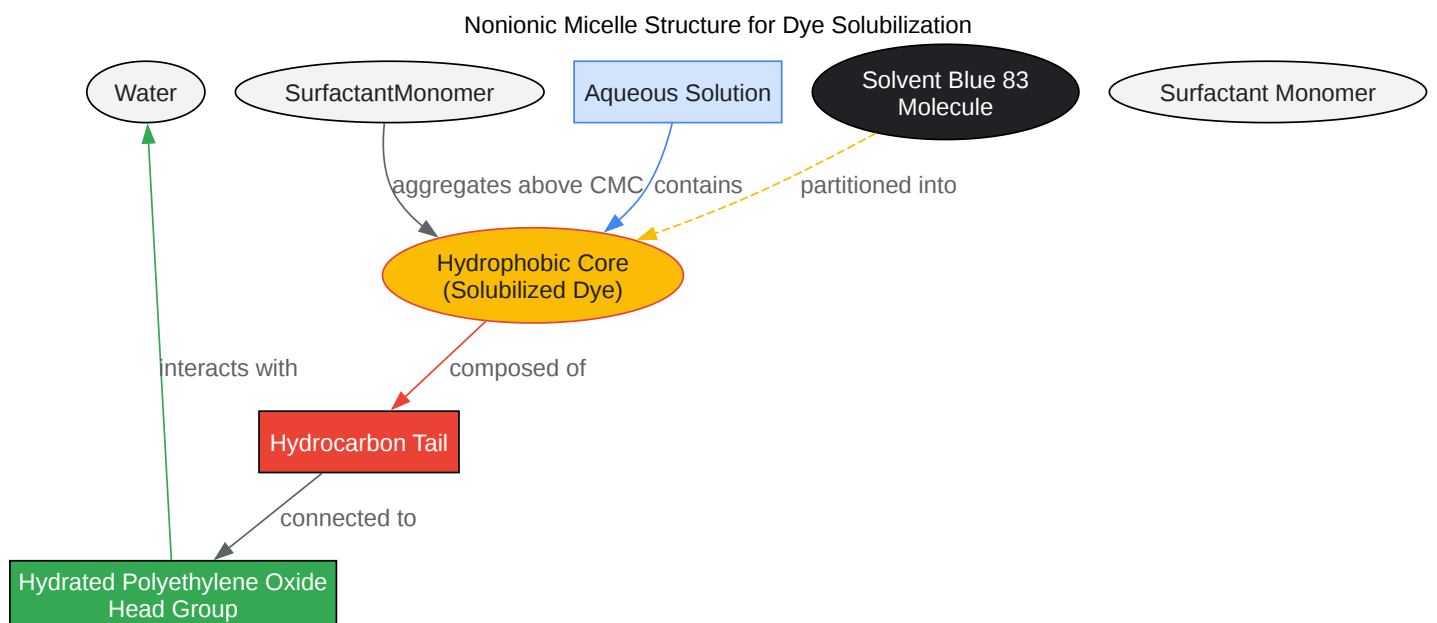 Nonionic Micelle Structure for Dye Solubilization
Water
SurfactantMonomer
Aqueous Solution
Solvent Blue 83
Molecule
Surfactant Monomer
aggregates above CMC
contains
partitioned into
Hydrophobic Core
(Solubilized Dye)
interacts with
composed of
Hydrocarbon Tail
connected to
Hydrated Polyethylene Oxide
Head Group